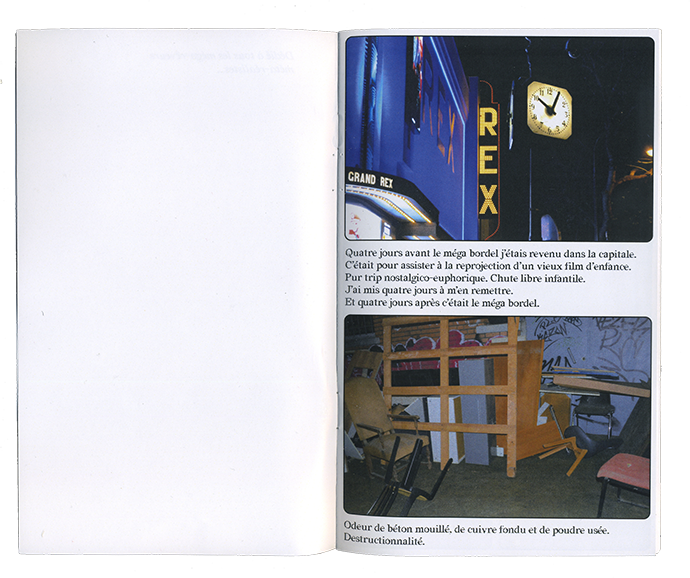 REX
GRAND REX
Quatre jours avant le méga bordel j'étais revenu dans la capitale.
C'était pour assister à la reprojection d'un vieux film d'enfance.
Pur trip nostalgico-euphorique. Chute libre infantile.
J'ai mis quatre jours à m'en remettre.
Et quatre jours après c'était le méga bordel.
Odeur de béton mouillé, de cuivre fondu et de poudre usée.
Destructionnalité.